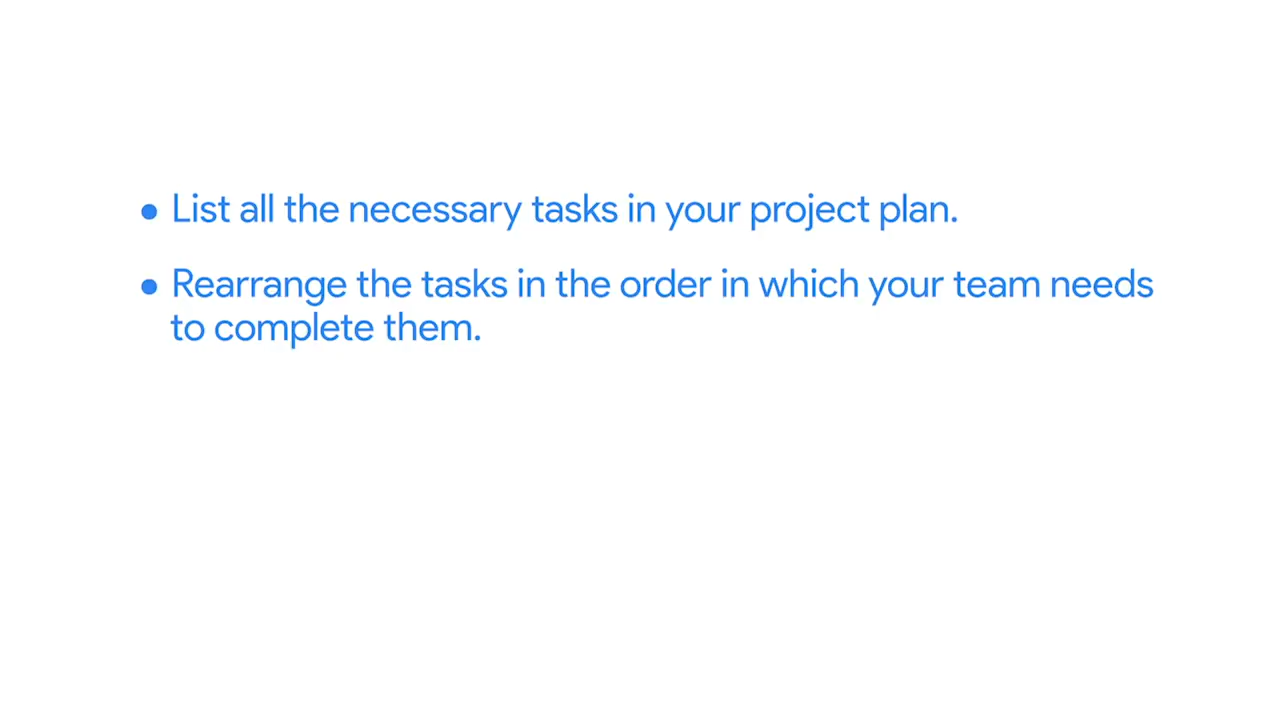 ● List all the necessary tasks in your project plan.
● Rearrange the tasks in the order in which your team needs
to complete them.